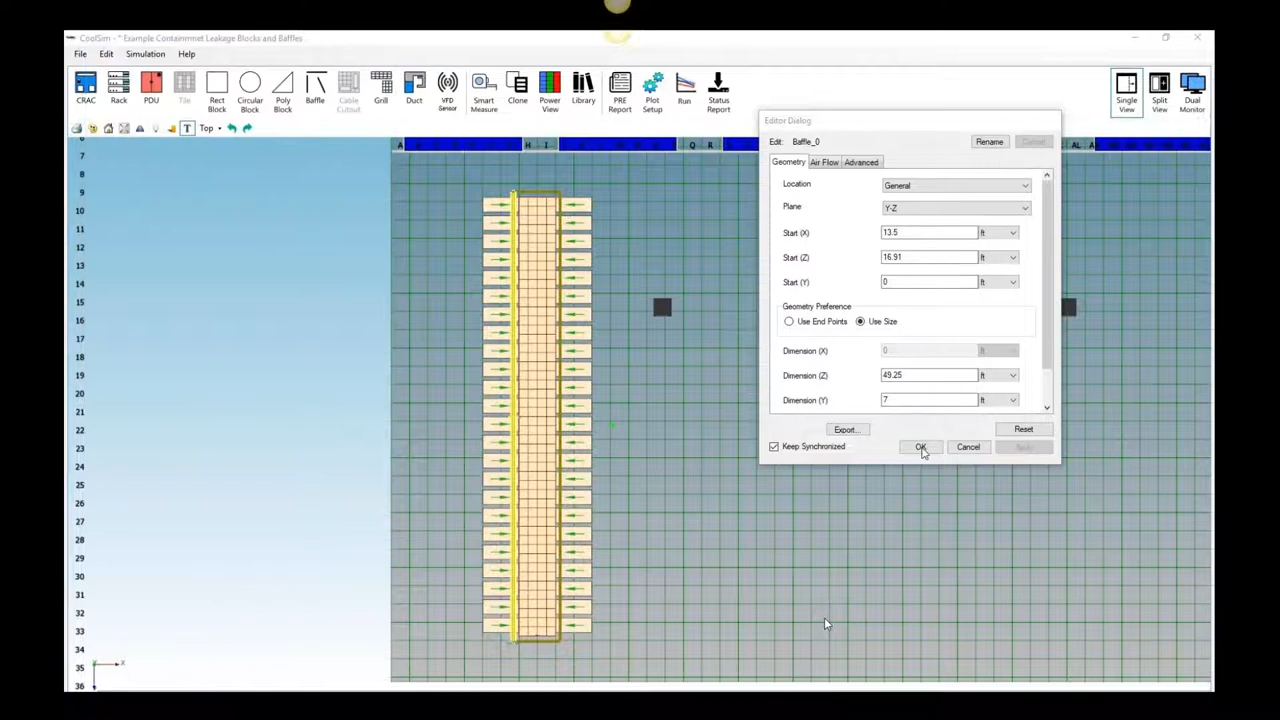 CoolSim - * Example Containmnet Leakage Blocks and Baffles
File Edit Simulation Help
CRAC Rack PDU Tile Rect Block Circular Block Poly Block Baffle Cable Cutout Grill Duct VFD Sensor Smart Measure Clone Power View Library PRE Report Plot Setup Run Status Report Single View Split View Dual Monitor
T Top
A H I Q R AL A
7
8
9
10
11
12
13
14
15
16
17
18
19
20
21
22
23
24
25
26
27
28
29
30
31
32
33
34
35
36
X
Editor Dialog
Edit: Baffle_0 Rename
Geometry Air Flow Advanced
Location General
Plane Y-Z
Start (X) 13.5 ft
Start (Z) 16.91 ft
Start (Y) 0 ft
Geometry Preference
Use End Points Use Size
Dimension (X) 0 ft
Dimension (Z) 49.25 ft
Dimension (Y) 7 ft
Export... Reset
Keep Synchronized OK Cancel Apply